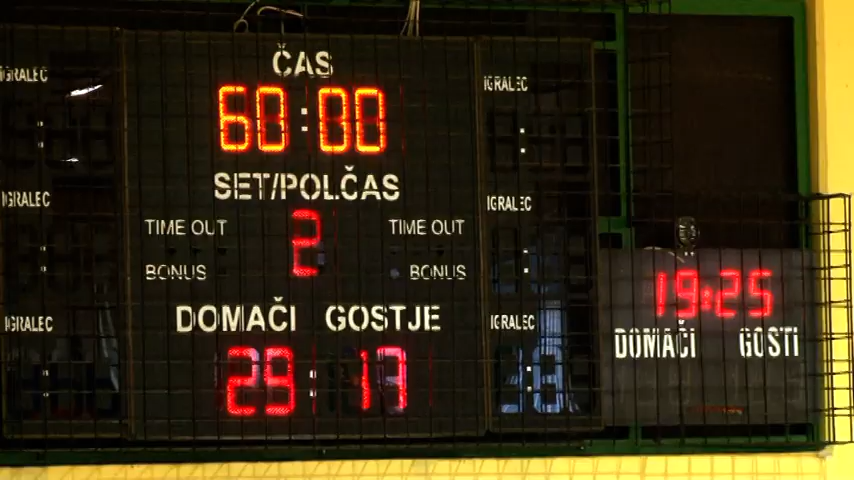 ČAS
IGRALEC
IGRALEC
60:00
SET/POLČAS
IGRALEC
IGRALEC
TIME OUT 2 TIME OUT
BONUS BONUS
19:25
DOMAČI GOSTJE
IGRALEC
IGRALEC
DOMAČI GOSTI
29:17